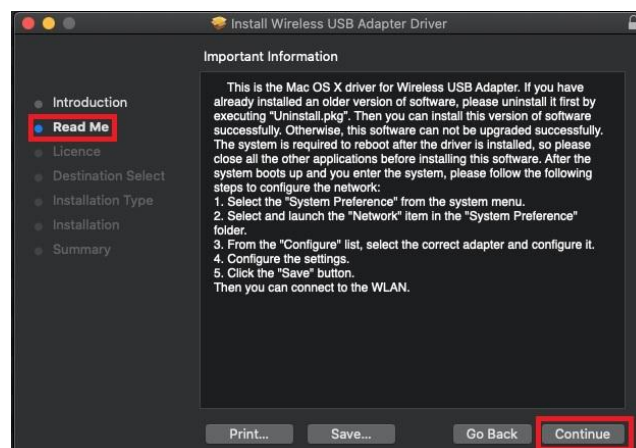 Install Wireless USB Adapter Driver
Important Information
Introduction
Read Me
Licence
Destination Select
Installation Type
Installation
Summary
This is the Mac OS X driver for Wireless USB Adapter. If you have
already installed an older version of software, please uninstall it first by
executing "Uninstall.pkg". Then you can install this version of software
successfully. Otherwise, this software can not be upgraded successfully.
The system is required to reboot after the driver is installed, so please
close all the other applications before installing this software. After the
system boots up and you enter the system, please follow the following
steps to configure the network:
1. Select the "System Preference" from the system menu.
2. Select and launch the "Network" item in the "System Preference"
folder.
3. From the "Configure" list, select the correct adapter and configure it.
4. Configure the settings.
5. Click the "Save" button.
Then you can connect to the WLAN.
Print...
Save...
Go Back
Continue